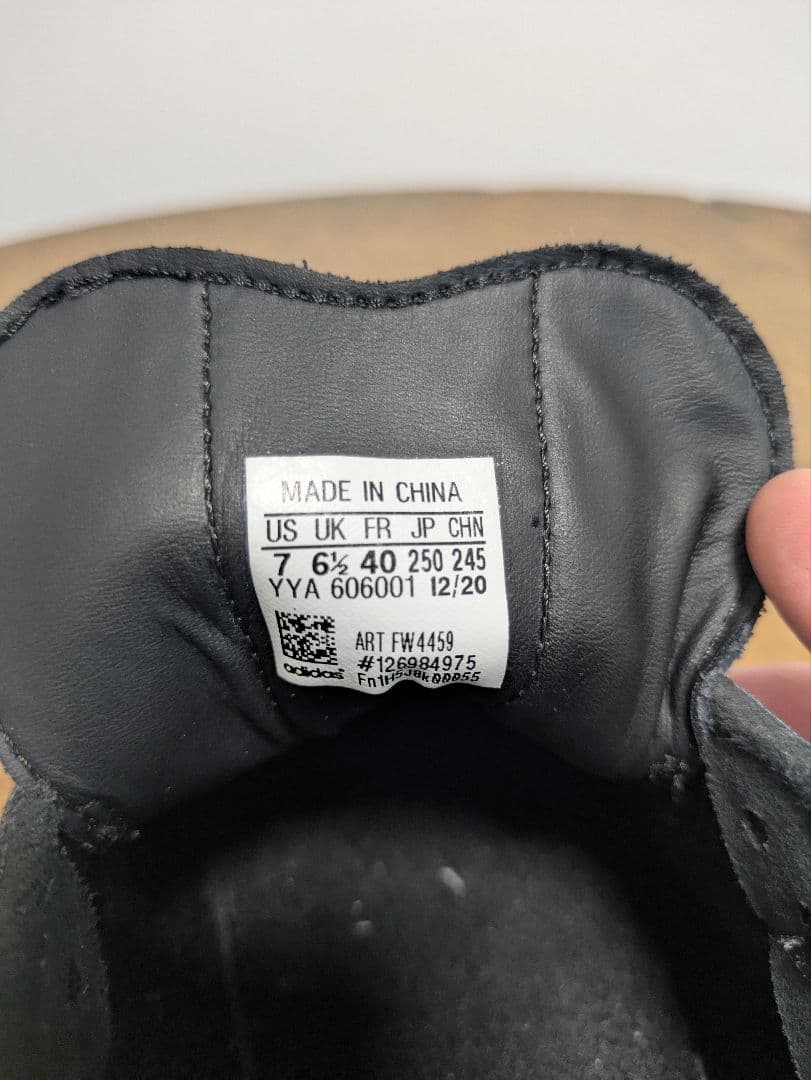 MADE IN CHINA
US UK FR JP CHN
7 6½ 40 250 245
YYA 606001 12/20
ART FW4459
#126984975
adidas